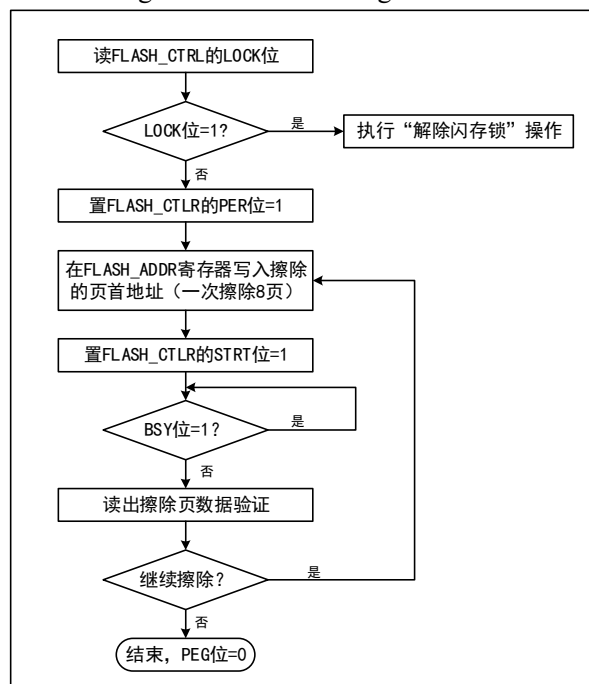 读FLASH_CTRL的LOCK位
LOCK位=1?
是
执行“解除闪存锁”操作
否
置FLASH_CTLR的PER位=1
在FLASH_ADDR寄存器写入擦除
的页首地址（一次擦除8页）
置FLASH_CTLR的STRT位=1
BSY位=1?
是
否
读出擦除页数据验证
继续擦除?
是
否
结束，PEG位=0